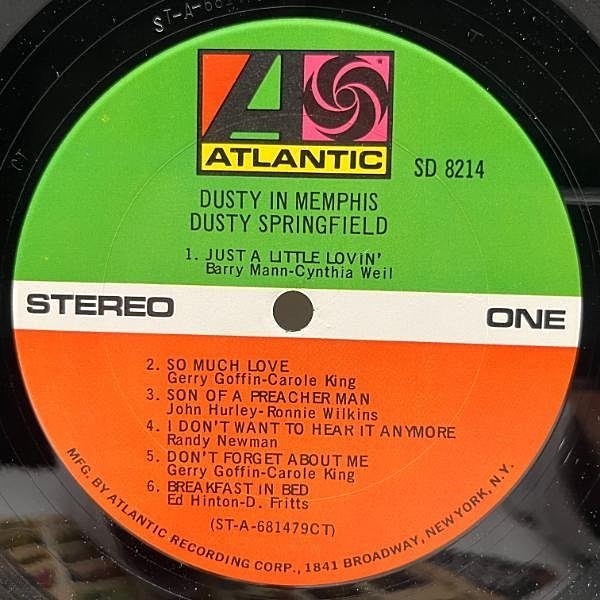 ST-A-68
CT
ATLANTIC
SD 8214
DUSTY IN MEMPHIS
DUSTY SPRINGFIELD
1. JUST A LITTLE LOVIN'
Barry Mann-Cynthia Weil
STEREO ONE
2. SO MUCH LOVE
Gerry Goffin-Carole King
3. SON OF A PREACHER MAN
John Hurley-Ronnie Wilkins
4. I DON'T WANT TO HEAR IT ANYMORE
Randy Newman
5. DON'T FORGET ABOUT ME
Gerry Goffin-Carole King
6. BREAKFAST IN BED
Ed Hinton-D. Fritts
(ST-A-681479CT)
MFG. BY ATLANTIC RECORDING CORP., 1841 BROADWAY, NEW YORK, N.Y.